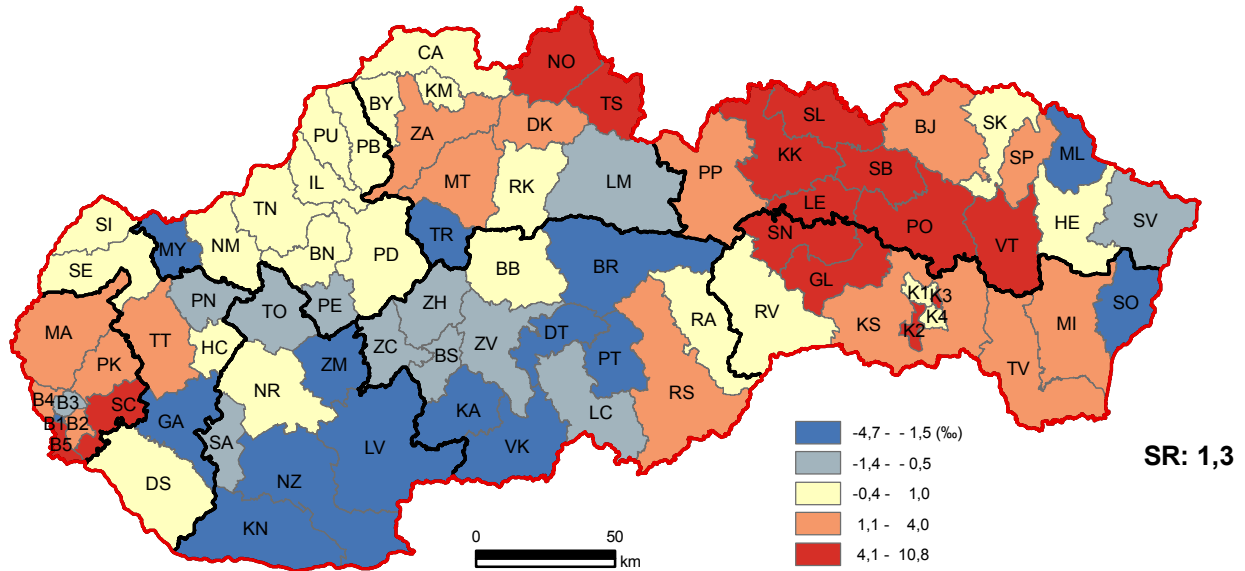 CA
NO
KM
BY
TS
SL
PU
ZA
DK
BJ
SK
PB
KK
SP
ML
SB
PP
IL
MT
RK
LM
LE
TN
SI
PO
HE
SV
MY
NM
TR
SN
VT
BN
PD
BB
BR
SE
GL
PN
PE
ZH
K1
K3
SO
TO
RV
RA
K4
MA
TT
DT
KS
K2
MI
HC
ZC
BS
ZV
PT
PK
ZM
TV
NR
RS
B4
B3
SC
KA
LC
GA
B1
B2
B5
SA
LV
VK
DS
NZ
KN
-4,7 - - 1,5 (‰)
-1,4 - - 0,5
-0,4 - 1,0
1,1 - 4,0
4,1 - 10,8
SR: 1,3
0 50
km